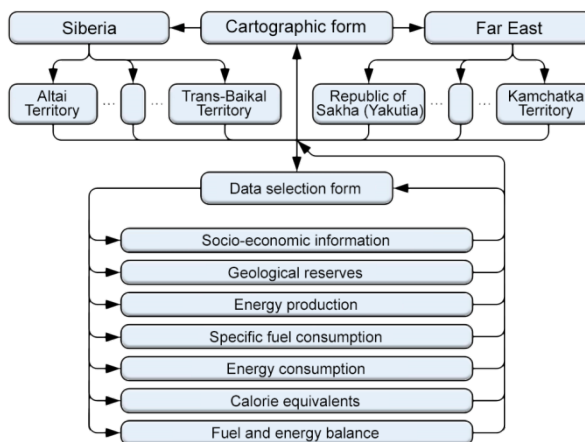 Siberia
Cartographic form
Far East
Altai
Territory
...
...
Trans-Baikal
Territory
Republic of
Sakha (Yakutia)
...
...
Kamchatka
Territory
Data selection form
Socio-economic information
Geological reserves
Energy production
Specific fuel consumption
Energy consumption
Calorie equivalents
Fuel and energy balance